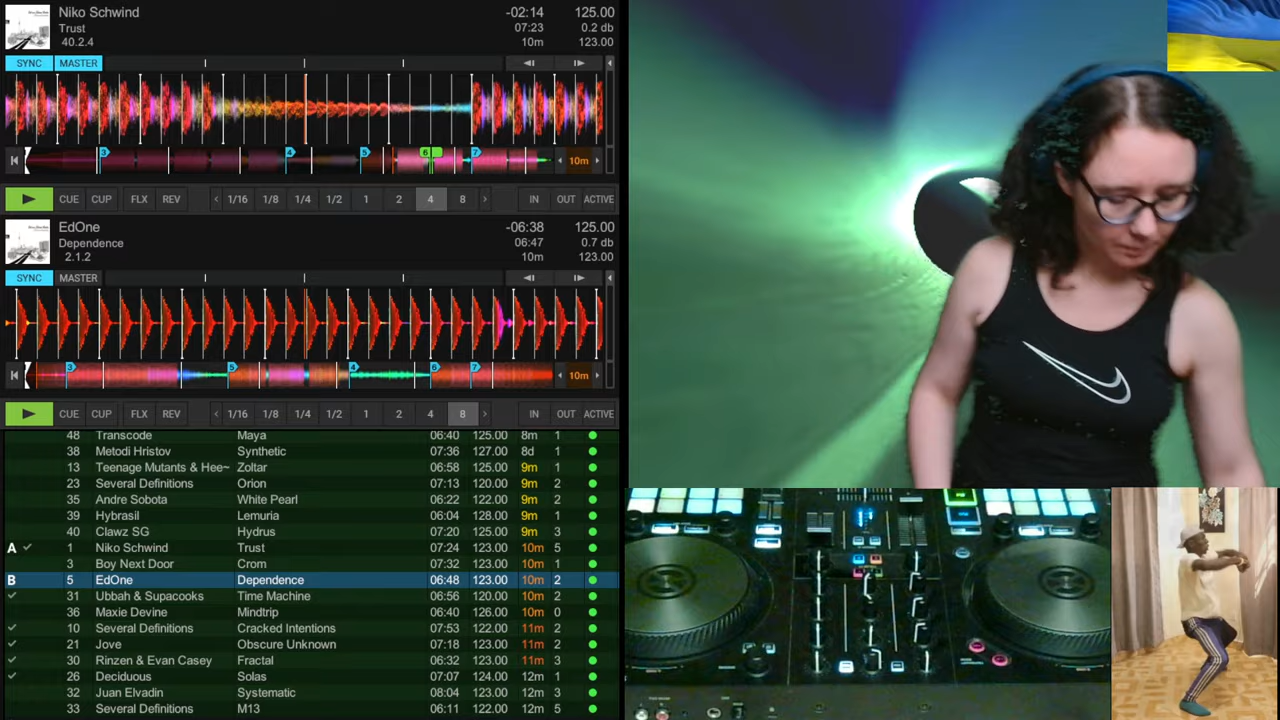 Niko Schwind -02:14 125.00
Trust 07:23 0.2 db
40.2.4 10m 123.00
SYNC MASTER
3 4 5 6 7 10m
CUE CUP FLX REV 1/16 1/8 1/4 1/2 1 2 4 8 IN OUT ACTIVE
EdOne -06:38 125.00
Dependence 06:47 0.7 db
2.1.2 10m 123.00
SYNC MASTER
3 5 4 6 7 10m
CUE CUP FLX REV 1/16 1/8 1/4 1/2 1 2 4 8 IN OUT ACTIVE
48 Transcode Maya 06:40 125.00 8m 1
38 Metodi Hristov Synthetic 07:36 127.00 8d 1
13 Teenage Mutants & Hee~ Zoltar 06:58 125.00 9m 1
23 Several Definitions Orion 07:13 120.00 9m 2
35 Andre Sobota White Pearl 06:22 122.00 9m 2
39 Hybrasil Lemuria 06:04 128.00 9m 2
40 Clawz SG Hydrus 07:20 125.00 9m 3
A 1 Niko Schwind Trust 07:24 123.00 10m 5
3 Boy Next Door Crom 07:32 123.00 10m 1
B 5 EdOne Dependence 06:48 123.00 10m 2
31 Ubbah & Supacooks Time Machine 06:56 120.00 10m 2
36 Maxie Devine Mindtrip 06:40 126.00 10m 0
10 Several Definitions Cracked Intentions 07:53 122.00 11m 2
21 Jove Obscure Unknown 07:18 123.00 11m 2
30 Rinzen & Evan Casey Fractal 06:32 123.00 11m 3
26 Deciduous Solas 07:07 124.00 12m 1
32 Juan Elvadin Systematic 08:04 123.00 12m 3
33 Several Definitions M13 06:11 122.00 12m 5